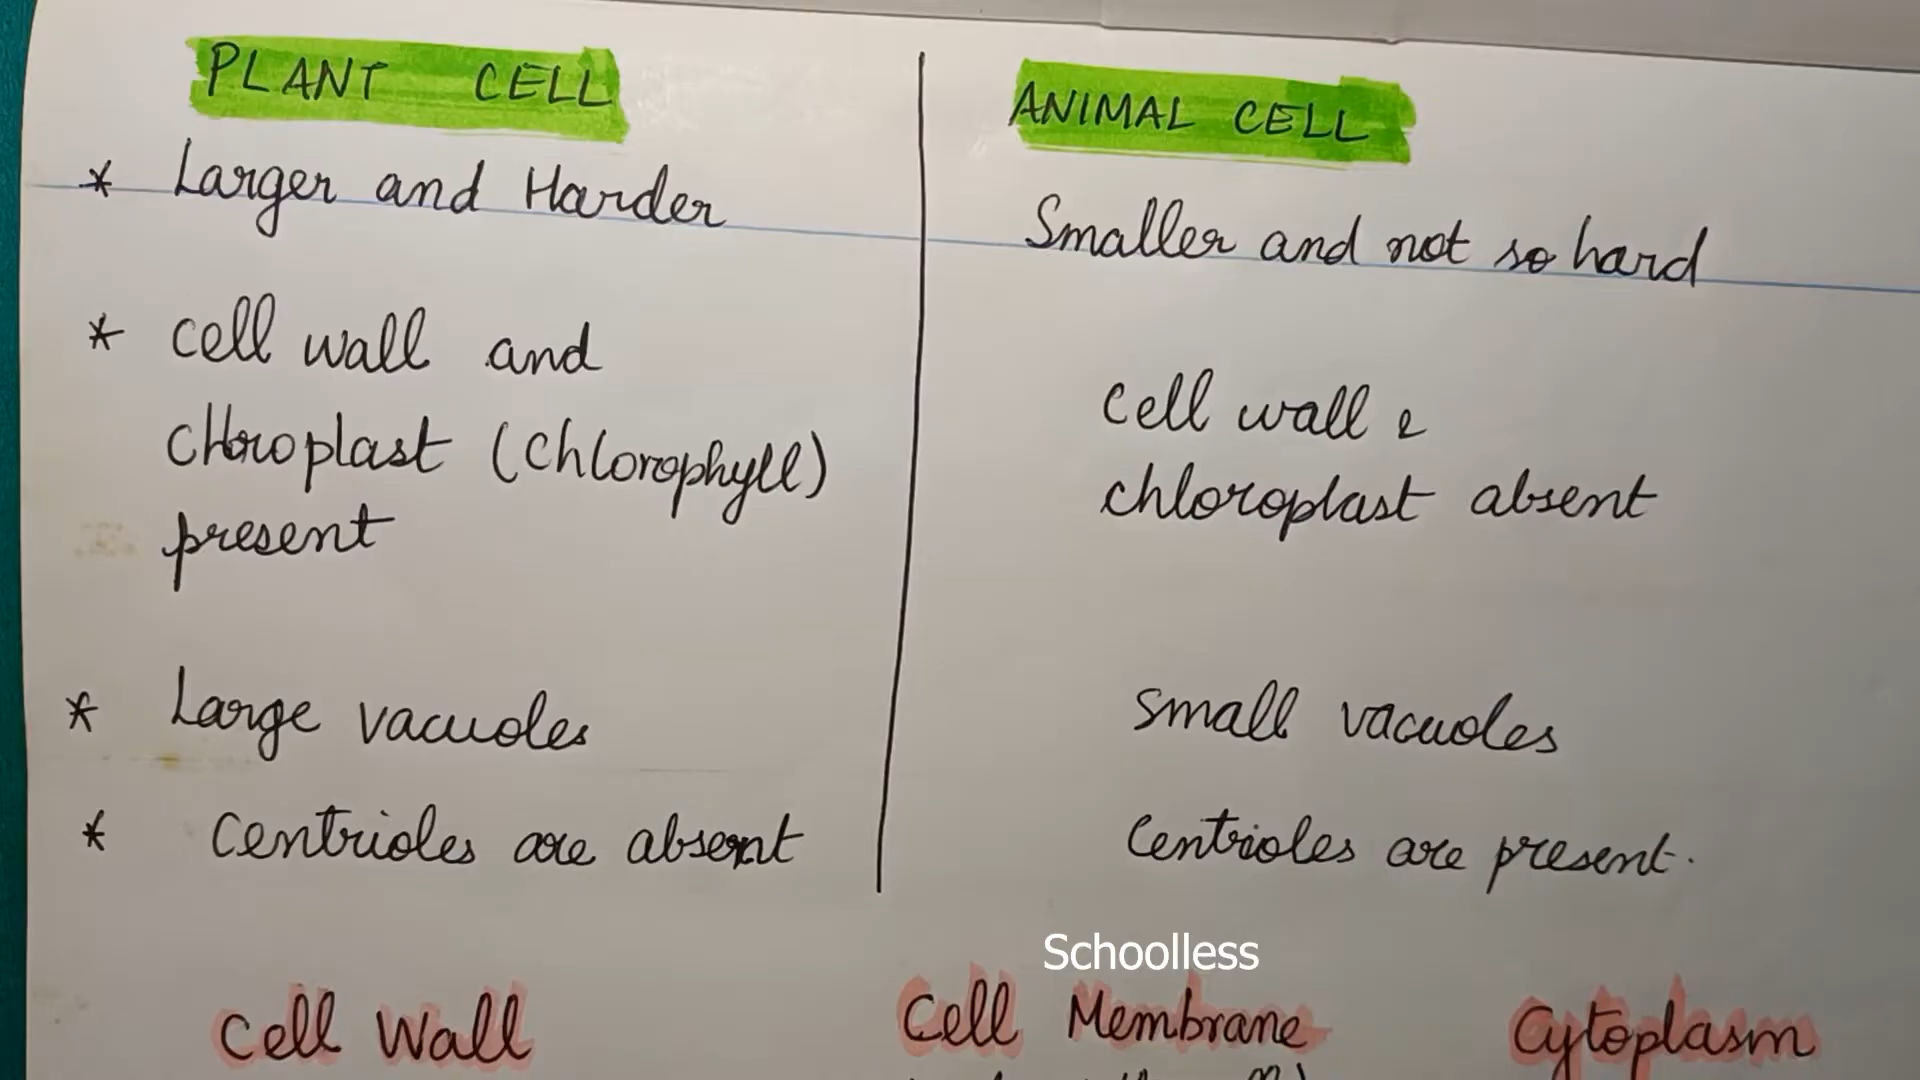 PLANT CELL
* Larger and Harder
* cell wall and
chloroplast (chlorophyll)
present
* Large vacuoles
* Centrioles are absent
ANIMAL CELL
Smaller and not so hard
cell wall &
chloroplast absent
small vacuoles
Centrioles are present.
Schoolless
Cell Wall
Cell Membrane
Cytoplasm